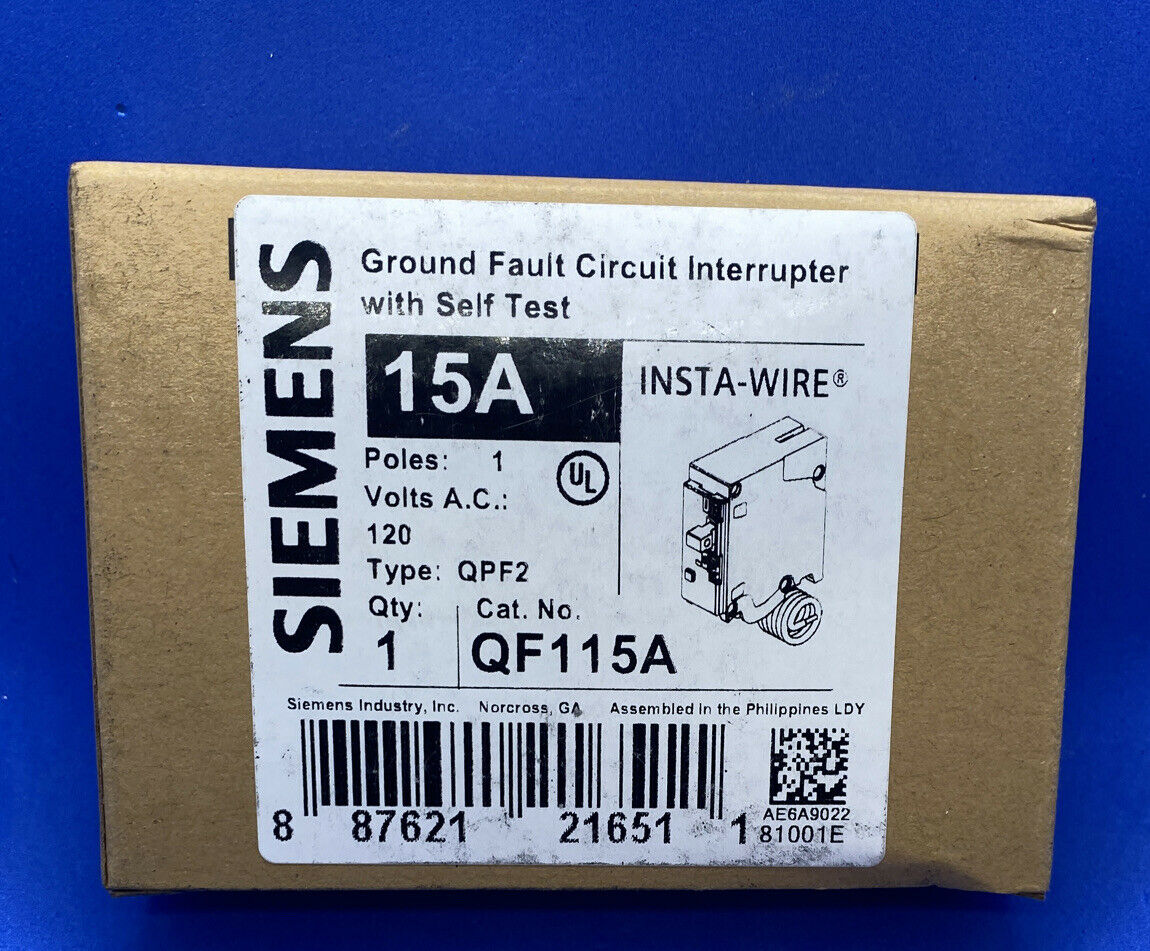 SIEMENS
Ground Fault Circuit Interrupter
with Self Test
15A
INSTA-WIRE®
Poles: 1
UL
Volts A.C.:
120
Type: QPF2
Qty:
1
Cat. No.
QF115A
Siemens Industry, Inc. Norcross, GA Assembled in the Philippines LDY
8 87621 21651 1
AE6A9022
81001E